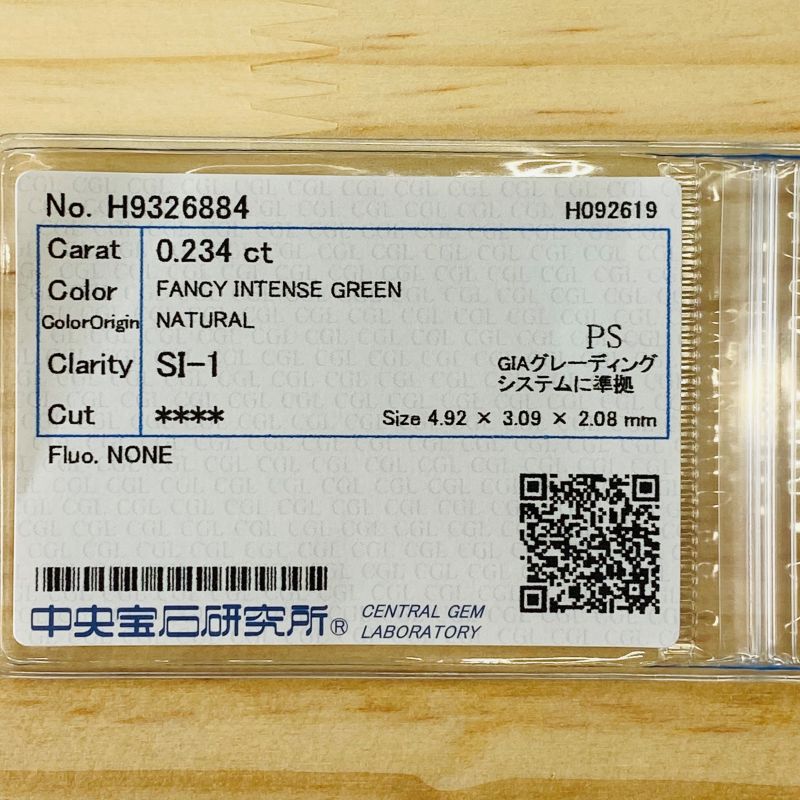 No. H9326884 H092619
Carat 0.234 ct
Color FANCY INTENSE GREEN
ColorOrigin NATURAL
PS
Clarity SI-1 GIAグレーディング
システムに準拠
Cut **** Size 4.92 × 3.09 × 2.08 mm
Fluo. NONE
中央宝石研究所® CENTRAL GEM
LABORATORY